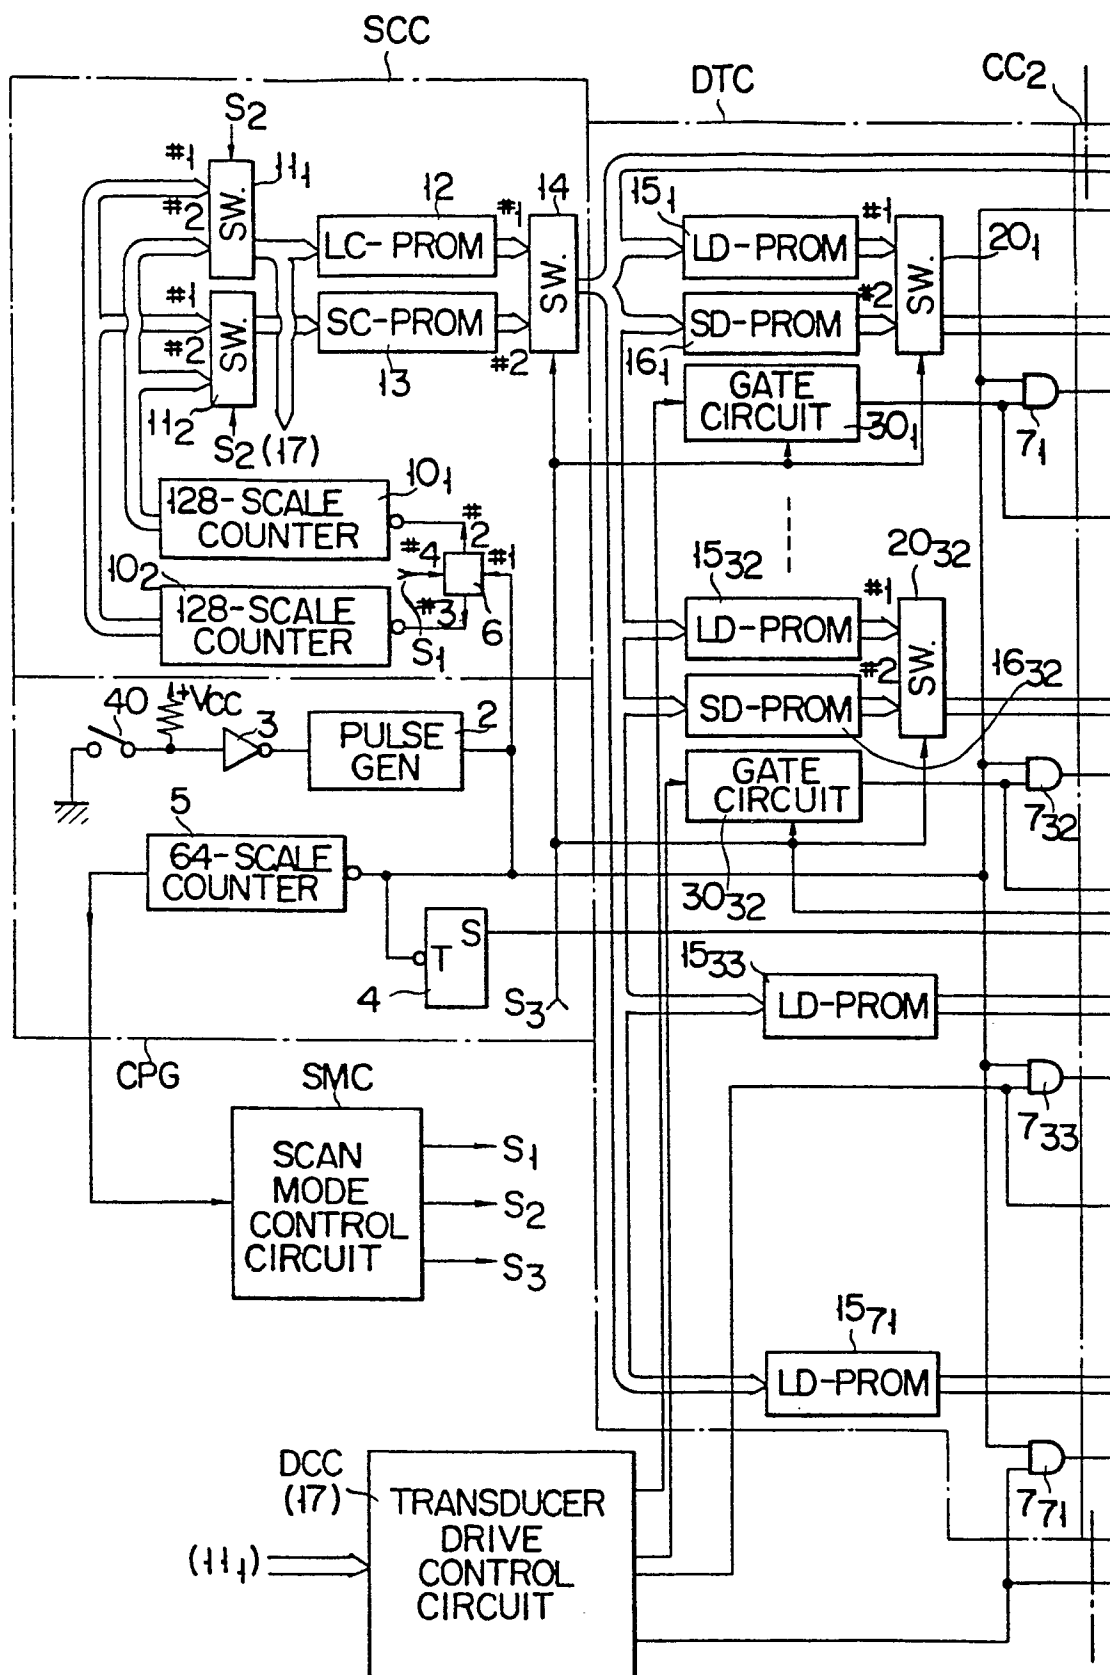 SCC
DTC
CC2
S2
#1
#2
SW.
11₁
12
LC-PROM
#1
14
SW.
15₁
LD-PROM
#1
SW.
20₁
#1
#2
SW.
11₂
S2
(17)
SC-PROM
13
#2
SD-PROM
16₁
#2
GATE
CIRCUIT
30₁
7₁
128-SCALE
COUNTER
10₁
#2
#4
#1
#3
6
S1
10₂
128-SCALE
COUNTER
15₃₂
LD-PROM
#1
20₃₂
SW.
SD-PROM
#2
16₃₂
GATE
CIRCUIT
30₃₂
7₃₂
40
+VCC
3
PULSE
GEN
2
5
64-SCALE
COUNTER
T
S
4
S3
15₃₃
LD-PROM
CPG
7₃₃
SMC
SCAN
MODE
CONTROL
CIRCUIT
S1
S2
S3
15₇₁
LD-PROM
7₇₁
DCC
(17)
(11₁)
TRANSDUCER
DRIVE
CONTROL
CIRCUIT